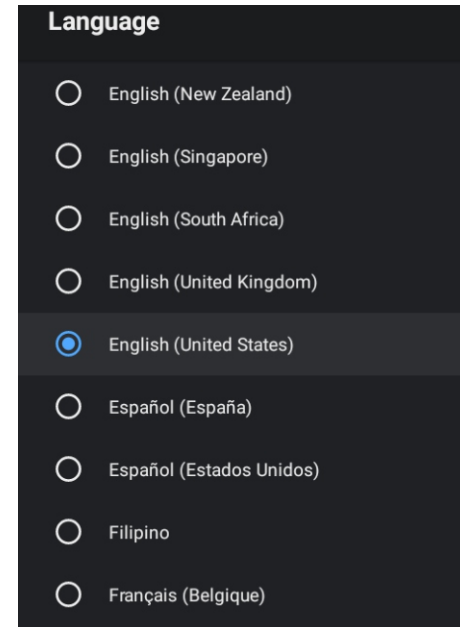 Language
English (New Zealand)
English (Singapore)
English (South Africa)
English (United Kingdom)
English (United States)
Español (España)
Español (Estados Unidos)
Filipino
Français (Belgique)